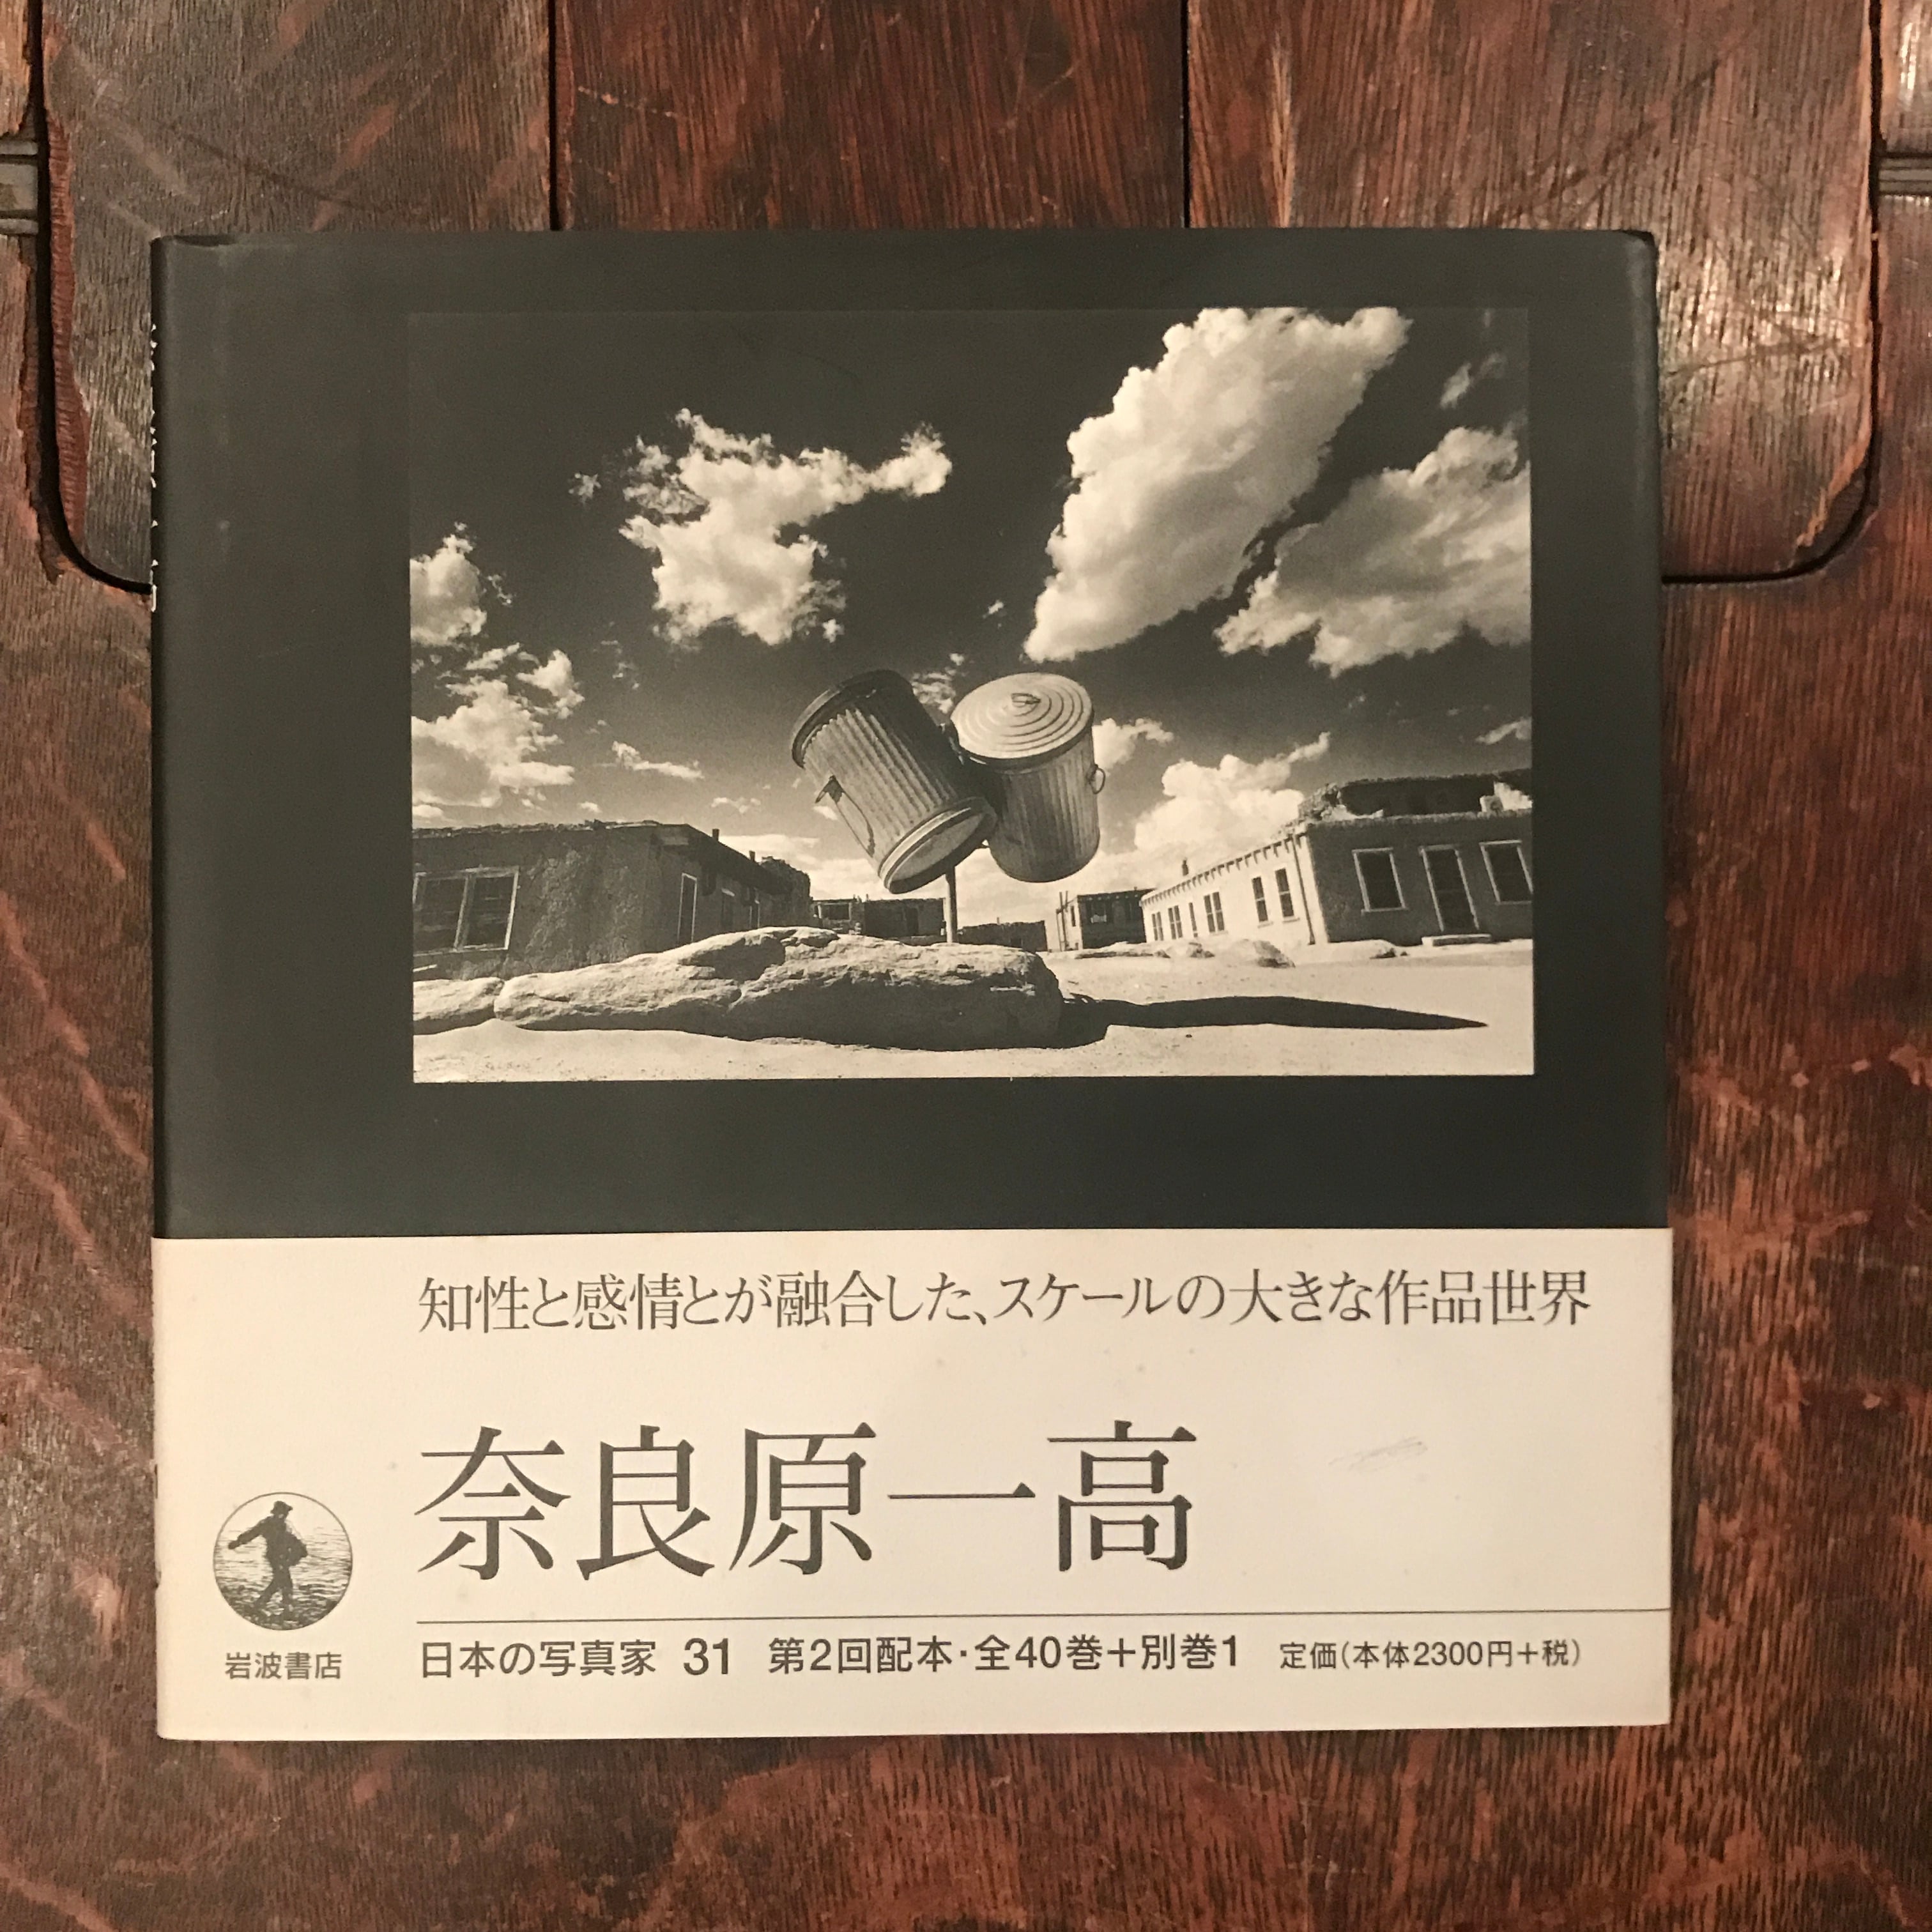 知性と感情とが融合した、スケールの大きな作品世界
奈良原一高
岩波書店
日本の写真家 31 第2回配本・全40巻＋別巻1 定価(本体2300円＋税)